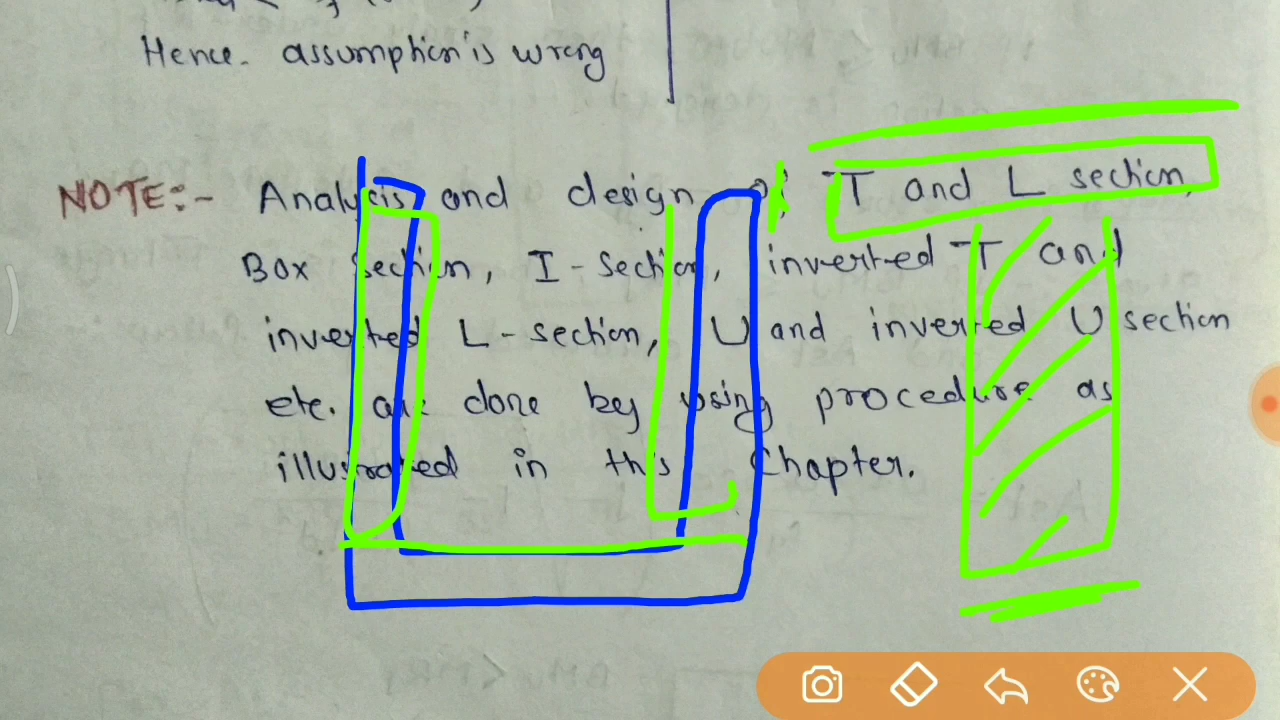 Hence. assumption is wrong
NOTE:- Analysis and design of T and L section,
Box section, I-section, inverted T and
inverted L-section, U and inverted U section
etc. are done by using procedure as
illustrated in this Chapter.